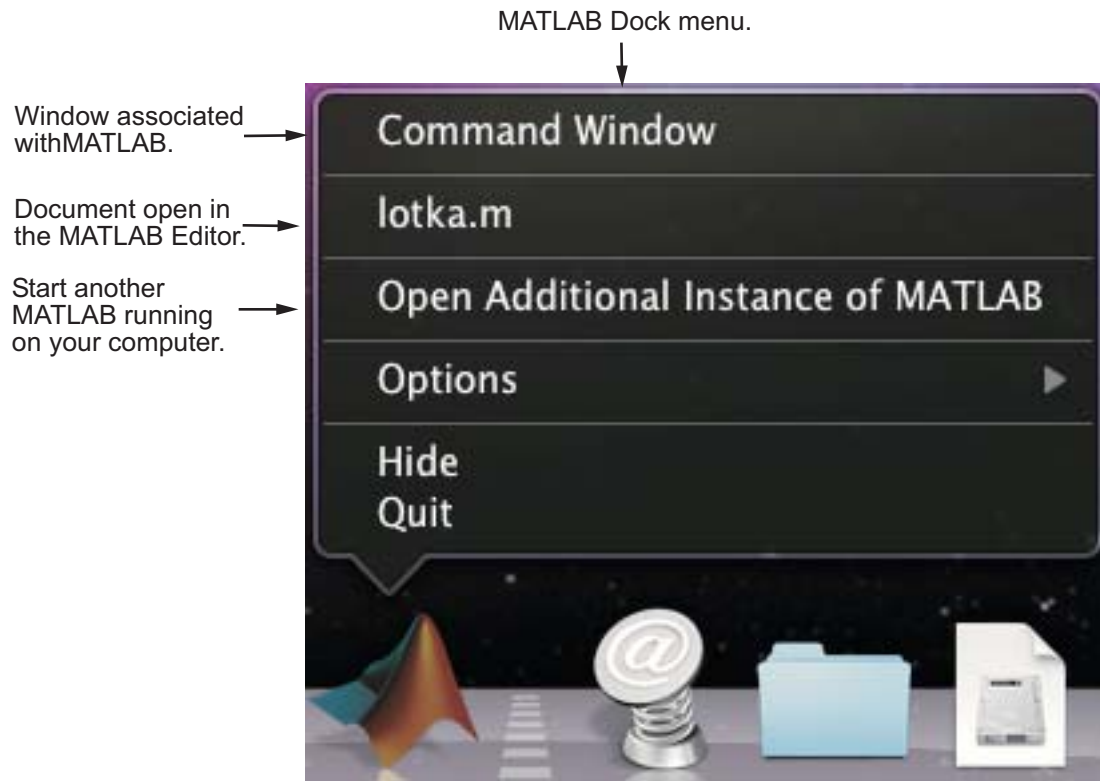 MATLAB Dock menu.
Window associated
withMATLAB.
Command Window
Document open in
the MATLAB Editor.
lotka.m
Start another
MATLAB running
on your computer.
Open Additional Instance of MATLAB
Options
Hide
Quit
@